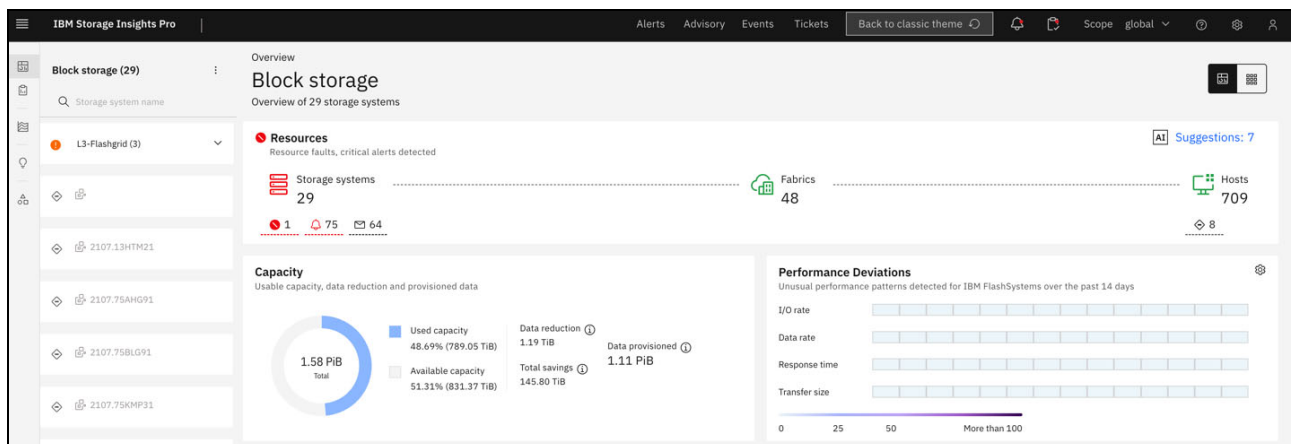 IBM Storage Insights Pro
Alerts Advisory Events Tickets Back to classic theme Scope global
Block storage (29)
Storage system name
L3-Flashgrid (3)
2107.13HTM21
2107.75AHG91
2107.75BLG91
2107.75KMP31
Overview
Block storage
Overview of 29 storage systems
Resources
Resource faults, critical alerts detected
AI Suggestions: 7
Storage systems
29
1 75 64
Fabrics
48
Hosts
709
8
Capacity
Usable capacity, data reduction and provisioned data
1.58 PiB
Total
Used capacity
48.69% (789.05 TiB)
Available capacity
51.31% (831.37 TiB)
Data reduction
1.19 TiB
Total savings
145.80 TiB
Data provisioned
1.11 PiB
Performance Deviations
Unusual performance patterns detected for IBM FlashSystems over the past 14 days
I/O rate
Data rate
Response time
Transfer size
0 25 50 More than 100